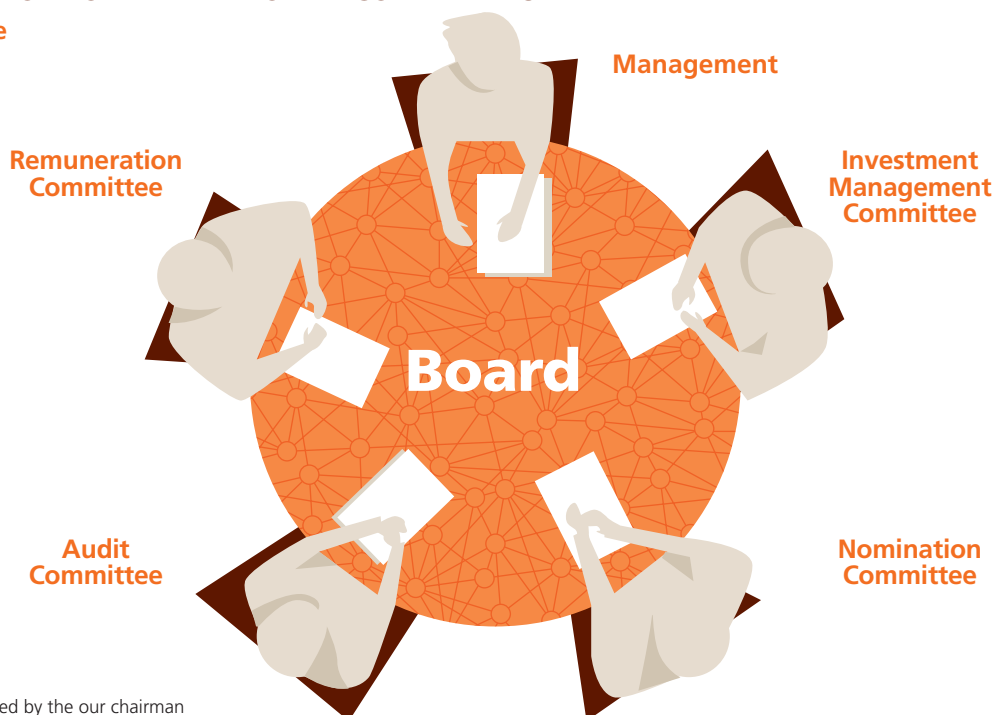 e
Management
Remuneration
Committee
Investment
Management
Committee
Board
Audit
Committee
Nomination
Committee
ed by the our chairman